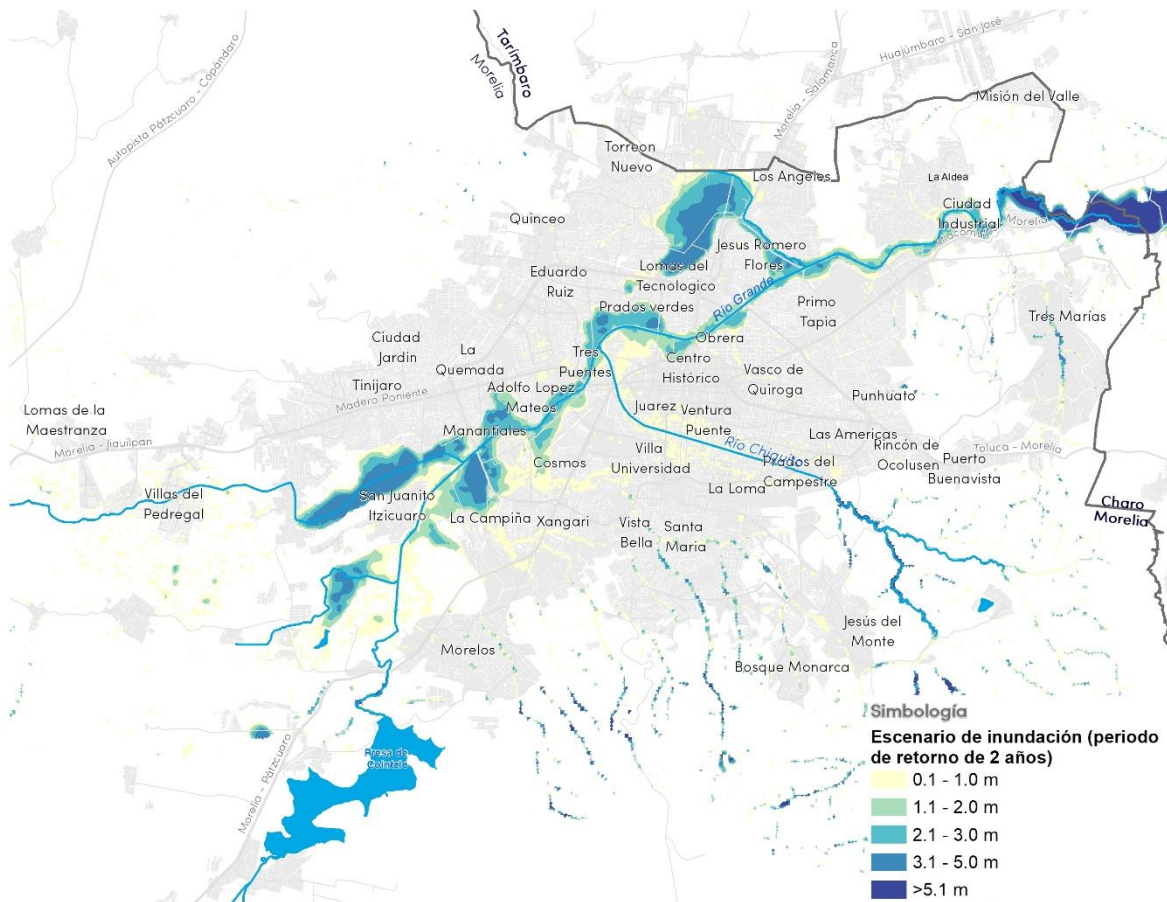 Tarímbaro
Morelia
Huajúmbaro - San José
Autopista Pátzcuaro - Copándaro
Morelia - Salamanca
Misión del Valle
Torreon
Nuevo
Los Angeles
La Aldea
Quinceo
Ciudad
Industrial
Morelia
Jesus Romero
Flores
Eduardo
Ruiz
Lomas del
Tecnologico
Prados verdes
Río Grande
Primo
Tapia
Tres Marías
Ciudad
Jardin
La
Quemada
Tres
Puentes
Obrera
Centro
Histórico
Vasco de
Quiroga
Tinijaro
Madero Poniente
Adolfo Lopez
Mateos
Punhuato
Lomas de la
Maestranza
Juarez
Ventura
Puente
Manantiales
Las Americas
Morelia - Jiquilpan
Río Chiquito
Rincón de
Ocolusen
Toluca - Morelia
Villa
Universidad
Cosmos
Prados del
Campestre
Puerto
Buenavista
Villas del
Pedregal
San Juanito
Itzicuaro
La Loma
La Campiña
Xangari
Vista
Bella
Santa
Maria
Charo
Morelia
Jesús del
Monte
Morelos
Bosque Monarca
Presa de
Cointzio
Morelia - Pátzcuaro
Simbología
Escenario de inundación (periodo
de retorno de 2 años)
0.1 - 1.0 m
1.1 - 2.0 m
2.1 - 3.0 m
3.1 - 5.0 m
>5.1 m